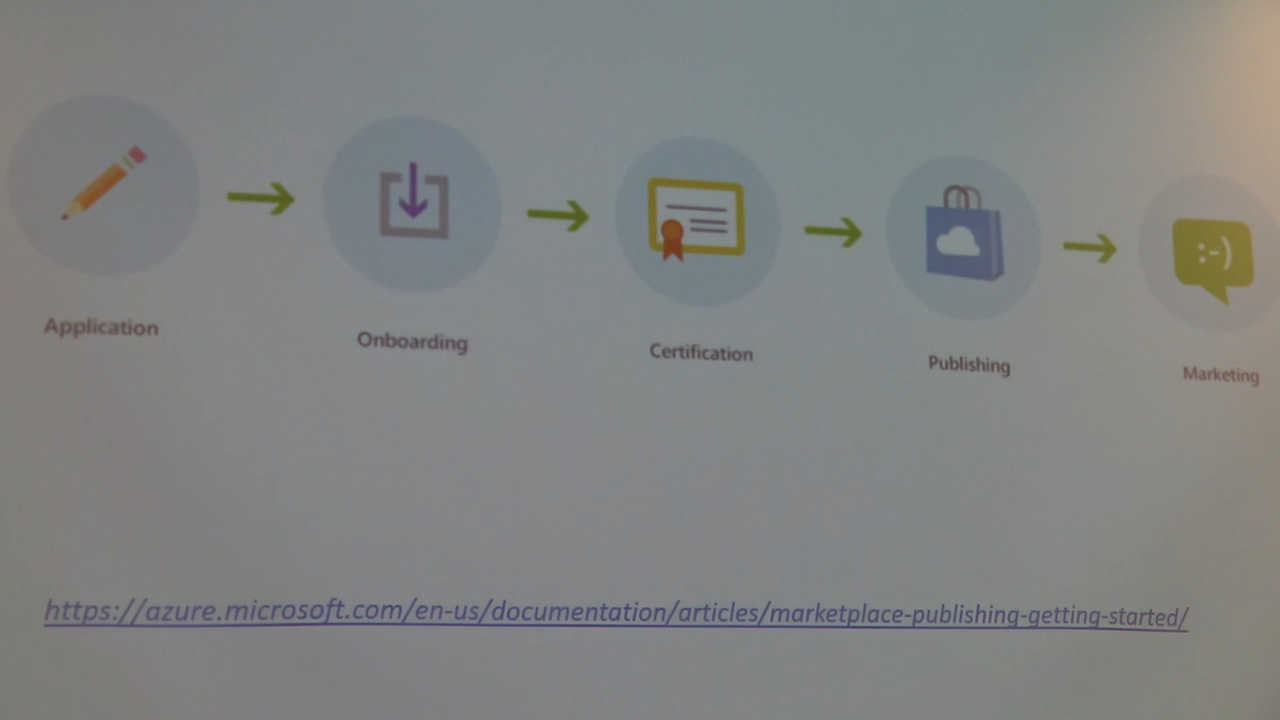 Application
Onboarding
Certification
Publishing
:-)
Marketing
https://azure.microsoft.com/en-us/documentation/articles/marketplace-publishing-getting-started/